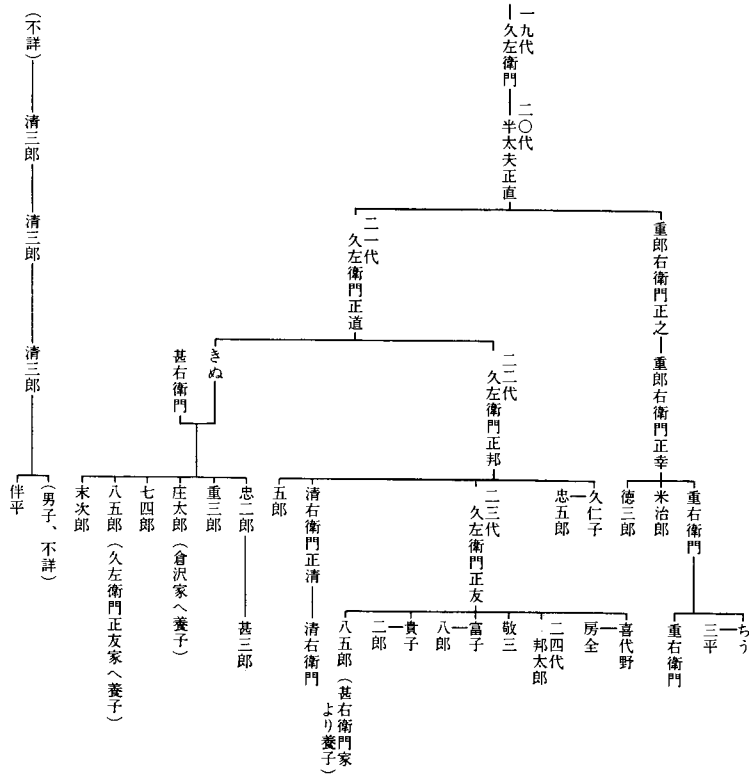 一九代
久左衛門
二〇代
半太夫正直
重郎右衛門正之
重郎右衛門正幸
重右衛門
ちう
三平
重右衛門
米治郎
徳三郎
二一代
久左衛門正道
二二代
久左衛門正邦
久仁子
忠五郎
二三代
久左衛門正友
喜代野
房全
二四代
邦太郎
敬三
富子
八郎
貴子
二郎
八五郎（甚右衛門家
より養子）
清右衛門正清
清右衛門
五郎
きぬ
甚右衛門
忠二郎
甚三郎
重三郎
庄太郎（倉沢家へ養子）
七四郎
八五郎（久左衛門正友家へ養子）
末次郎
（不詳）
清三郎
清三郎
清三郎
（男子、不詳）
伴平